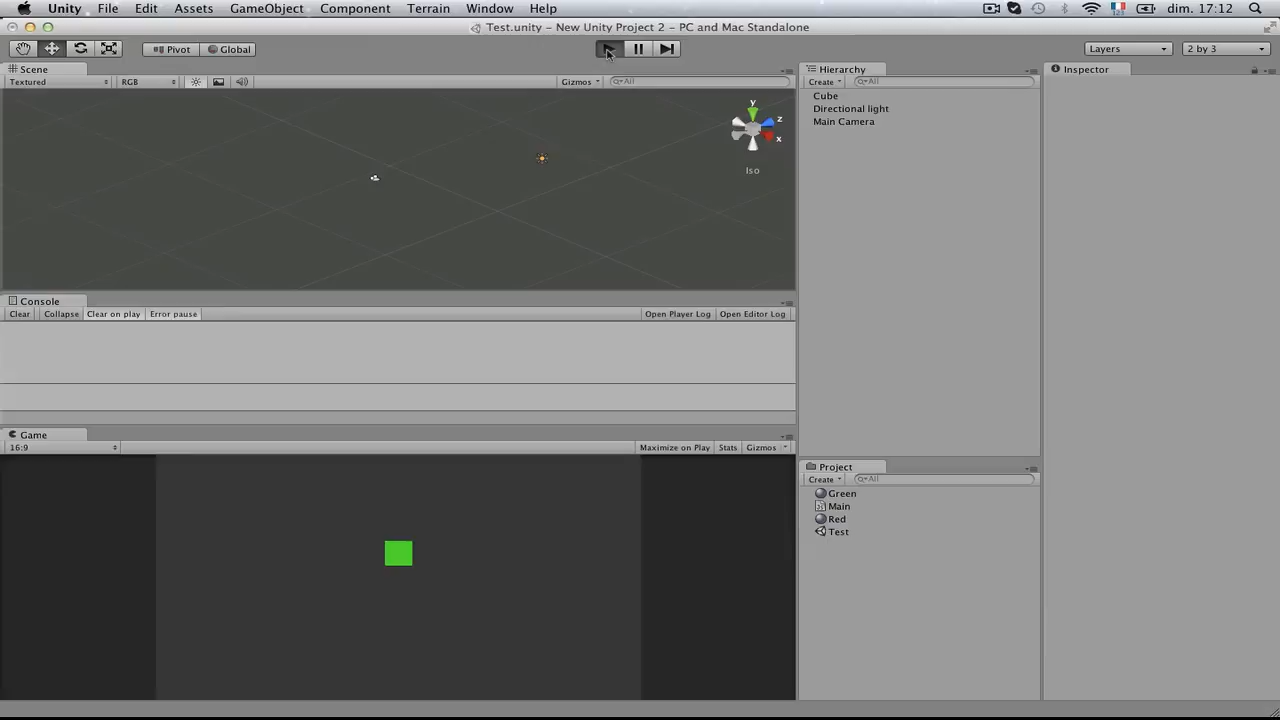 Unity File Edit Assets GameObject Component Terrain Window Help dim. 17:12
Test.unity – New Unity Project 2 – PC and Mac Standalone
Pivot Global Layers 2 by 3
Scene Hierarchy Inspector
Textured RGB Gizmos All Create All
Cube
Directional light
Main Camera
y
z
x
Iso
Console
Clear Collapse Clear on play Error pause Open Player Log Open Editor Log
Game
16:9 Maximize on Play Stats Gizmos
Project
Create All
Green
Main
Red
Test